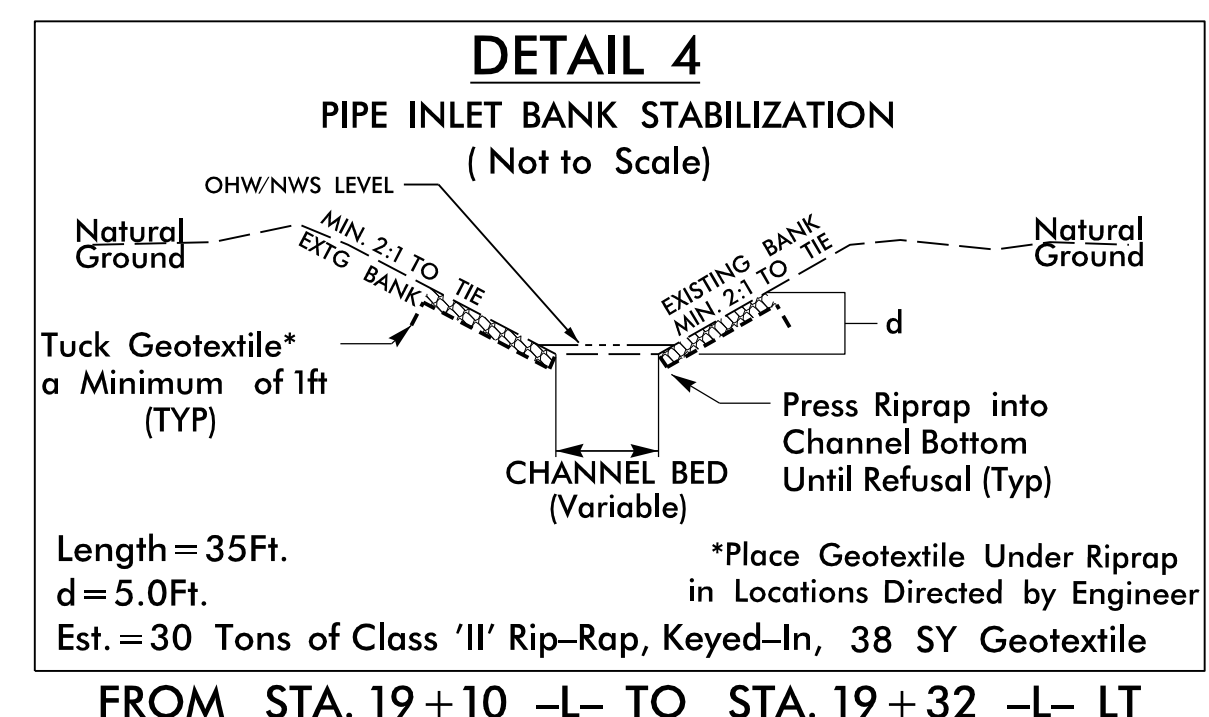 DETAIL 4
PIPE INLET BANK STABILIZATION
( Not to Scale)
OHW/NWS LEVEL
Natural
Ground
MIN. 2:1 TO TIE
EXTG BANK
EXISTING BANK
MIN. 2:1 TO TIE
Natural
Ground
d
Tuck Geotextile*
a Minimum of 1ft
(TYP)
Press Riprap into
Channel Bottom
Until Refusal (Typ)
CHANNEL BED
(Variable)
Length = 35Ft.
d = 5.0Ft.
*Place Geotextile Under Riprap
in Locations Directed by Engineer
Est. = 30 Tons of Class 'II' Rip-Rap, Keyed-In, 38 SY Geotextile
FROM STA. 19+10 -L- TO STA. 19+32 -L- LT